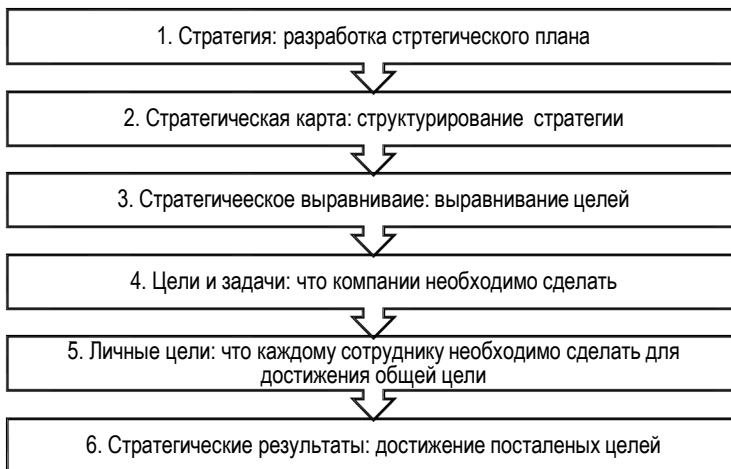 1. Стратегия: разработка стртегического плана
2. Стратегическая карта: структурирование стратегии
3. Стратегичееское выравниваие: выравнивание целей
4. Цели и задачи: что компании необходимо сделать
5. Личные цели: что каждому сотруднику необходимо сделать для
достижения общей цели
6. Стратегические результаты: достижение посталеных целей